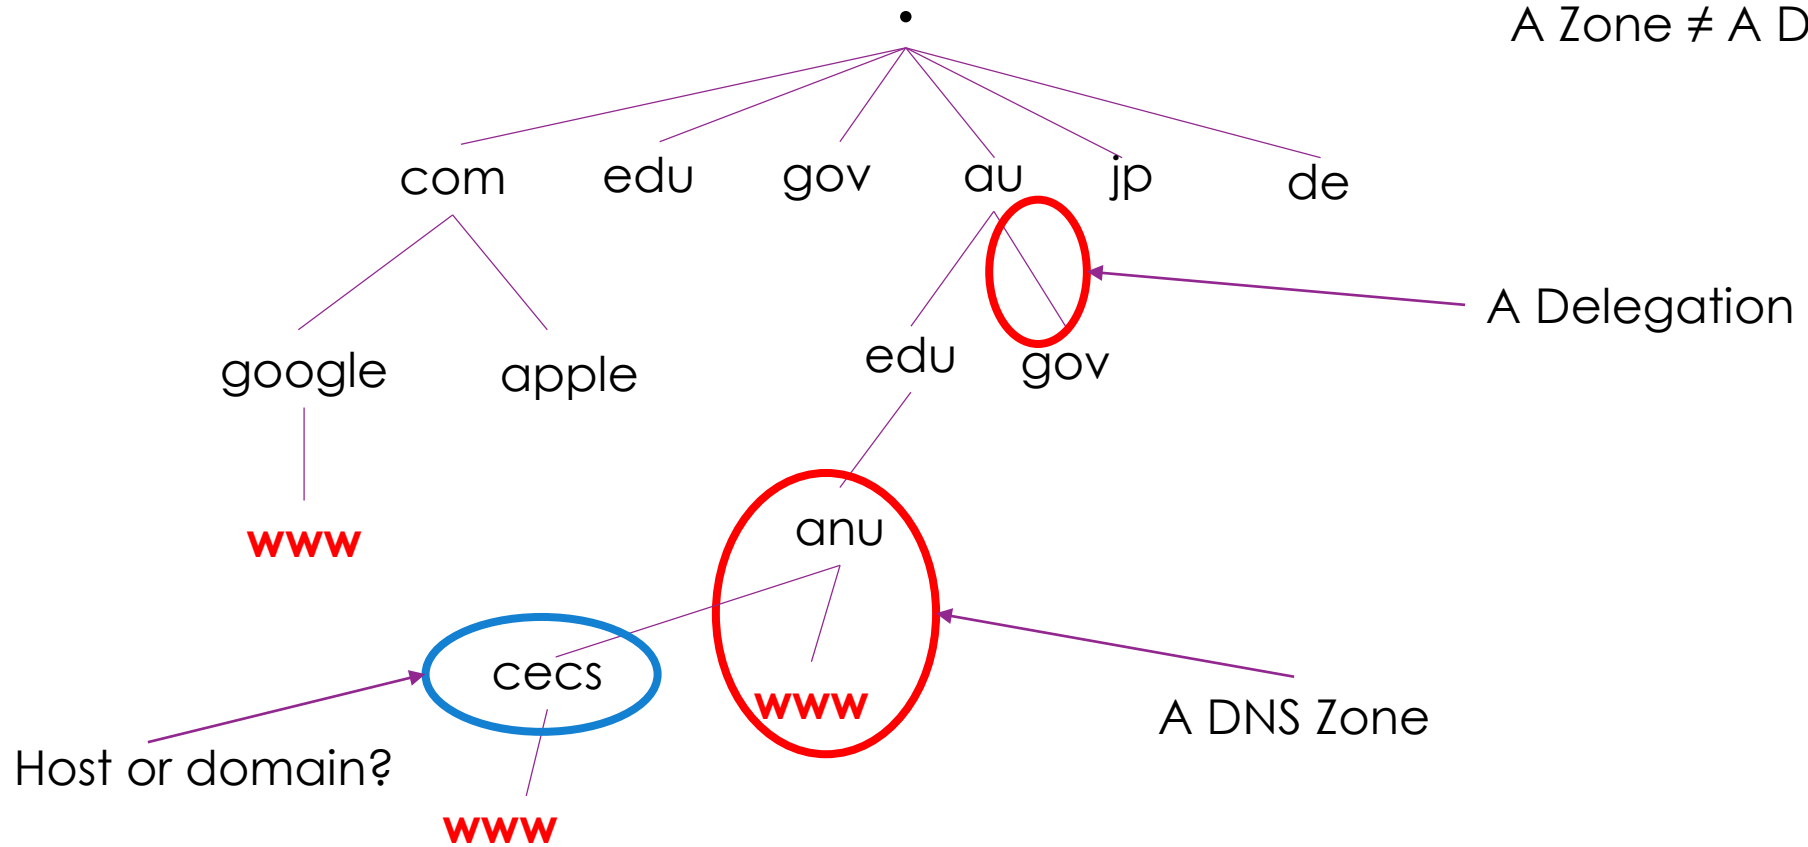 .
A Zone ≠ A D
com edu gov au jp de
A Delegation
google apple edu gov
www anu
cecs www
A DNS Zone
Host or domain?
www